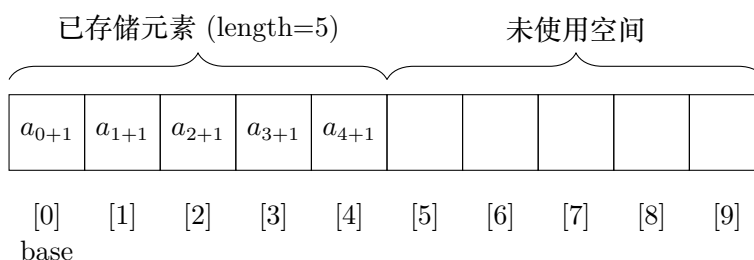 已存储元素 (length=5) 未使用空间
a₀₊₁ a₁₊₁ a₂₊₁ a₃₊₁ a₄₊₁
[0] [1] [2] [3] [4] [5] [6] [7] [8] [9]
base